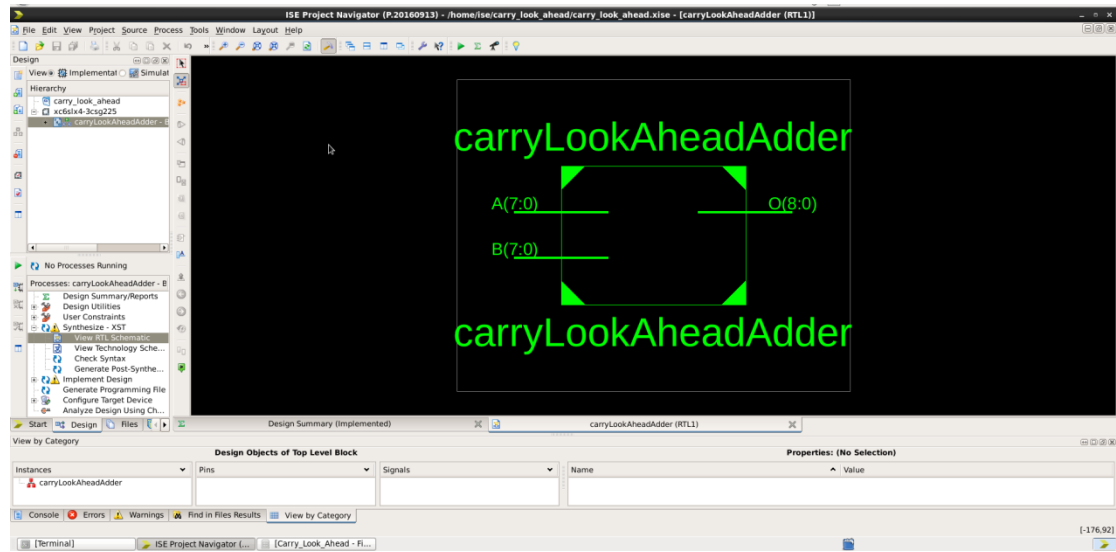 ISE Project Navigator (P.20160913) - /home/ise/carry_look_ahead/carry_look_ahead.xise - [carryLookAheadAdder (RTL1)]
File Edit View Project Source Process Tools Window Layout Help
Design
View: Implementat Simulat
Hierarchy
carry_look_ahead
xc6slx4-3csg225
carryLookAheadAdder - B
No Processes Running
Processes: carryLookAheadAdder - B
Design Summary/Reports
Design Utilities
User Constraints
Synthesize - XST
View RTL Schematic
View Technology Sche...
Check Syntax
Generate Post-Synthe...
Implement Design
Generate Programming File
Configure Target Device
Analyze Design Using Ch...
carryLookAheadAdder
A(7:0) O(8:0)
B(7:0)
carryLookAheadAdder
Start Design Files Design Summary (Implemented) carryLookAheadAdder (RTL1)
View by Category
Design Objects of Top Level Block Properties: (No Selection)
Instances Pins Signals Name Value
carryLookAheadAdder
Console Errors Warnings Find in Files Results View by Category
[-176,92]
[Terminal] ISE Project Navigator (... [Carry_Look_Ahead - Fi...